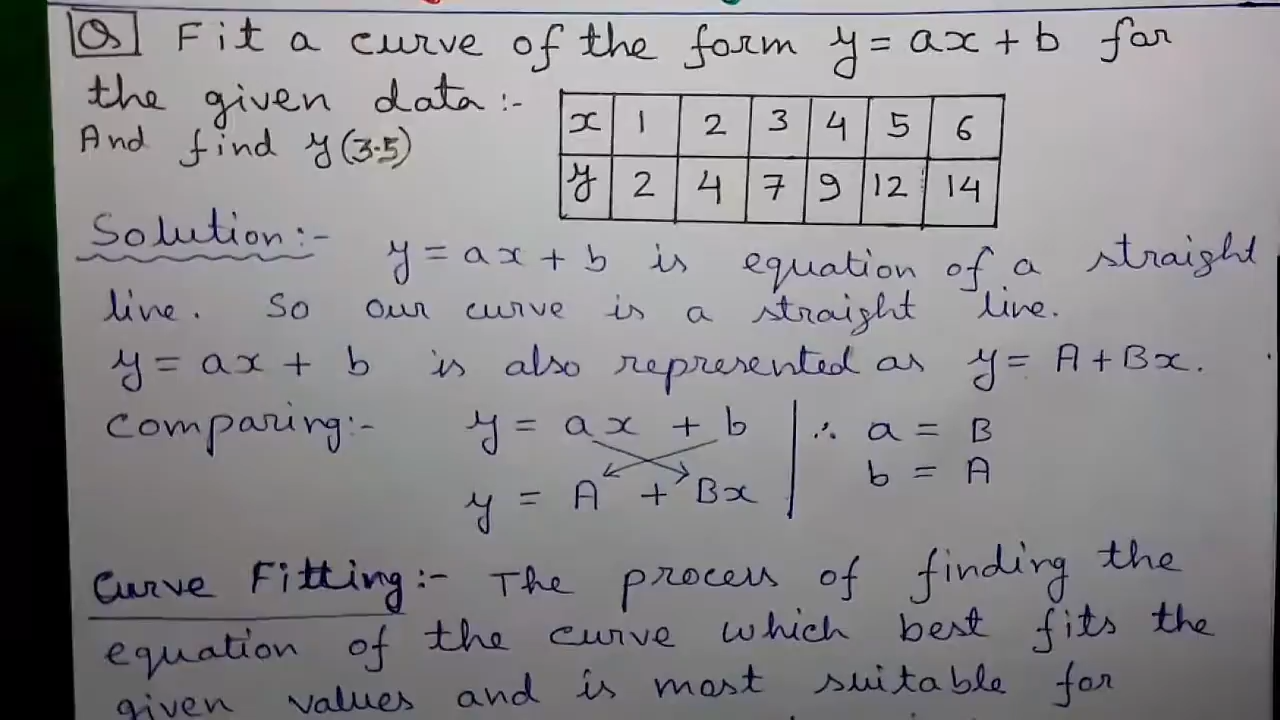 Q Fit a curve of the form y = ax + b for
the given data :-
And find y(3.5)
x 1 2 3 4 5 6
y 2 4 7 9 12 14
Solution:- y = ax + b is equation of a straight
line. So our curve is a straight line.
y = ax + b is also represented as y = A + Bx.
Comparing:- y = ax + b ∴ a = B
y = A + Bx b = A
Curve Fitting:- The process of finding the
equation of the curve which best fits the
given values and is most suitable for